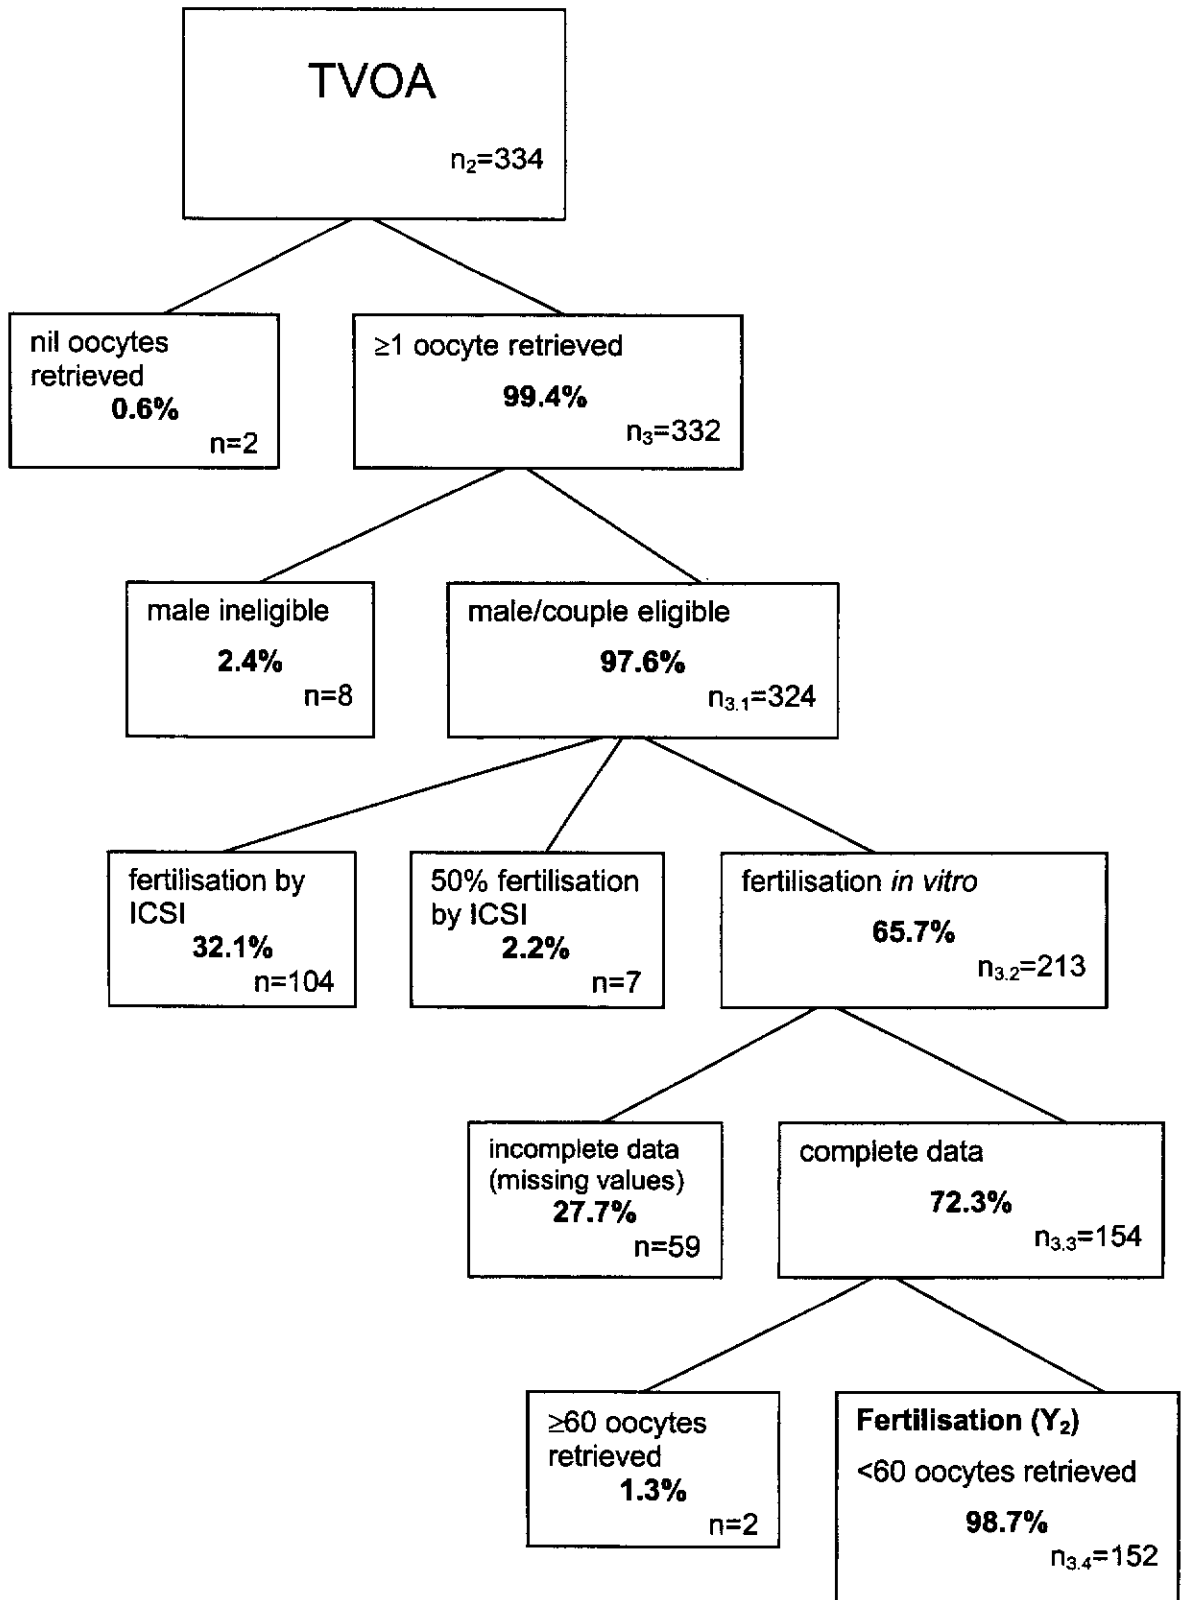 TVOA
n₂=334
nil oocytes
retrieved
0.6%
n=2
≥1 oocyte retrieved
99.4%
n₃=332
male ineligible
2.4%
n=8
male/couple eligible
97.6%
n₃.₁=324
fertilisation by
ICSI
32.1%
n=104
50% fertilisation
by ICSI
2.2%
n=7
fertilisation in vitro
65.7%
n₃.₂=213
incomplete data
(missing values)
27.7%
n=59
complete data
72.3%
n₃.₃=154
≥60 oocytes
retrieved
1.3%
n=2
Fertilisation (Y₂)
<60 oocytes retrieved
98.7%
n₃.₄=152